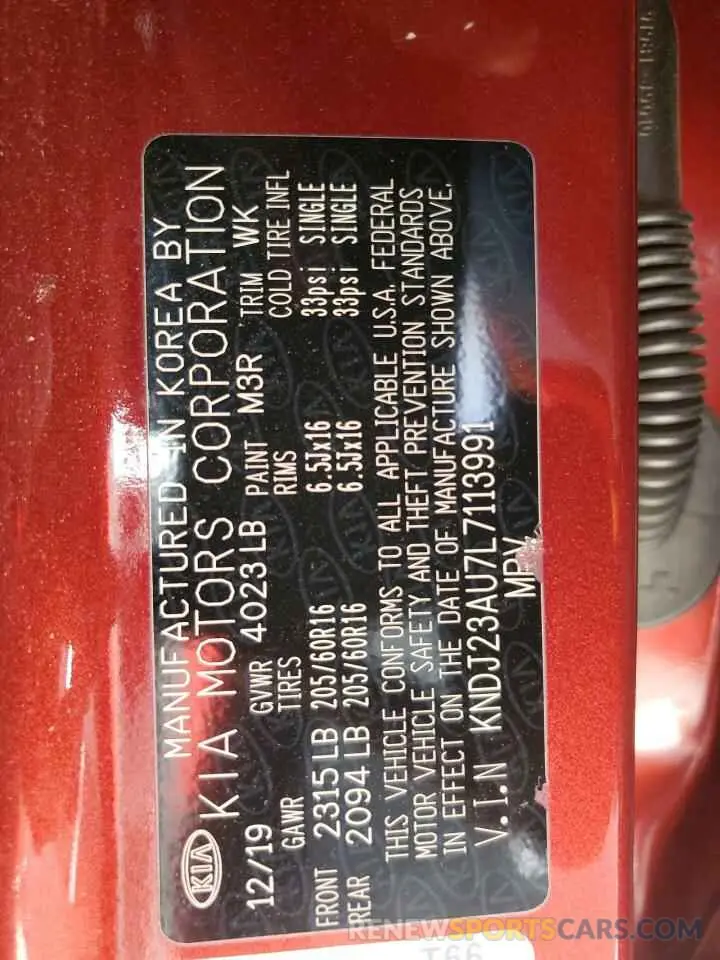 MANUFACTURED IN KOREA BY
KIA KIA MOTORS CORPORATION
12/19 GVWR 4023 LB PAINT M3R TRIM WK
GAWR TIRES RIMS COLD TIRE INFL
FRONT 2315 LB 205/60R16 6.5Jx16 33psi SINGLE
REAR 2094 LB 205/60R16 6.5Jx16 33psi SINGLE
THIS VEHICLE CONFORMS TO ALL APPLICABLE U.S.A. FEDERAL
MOTOR VEHICLE SAFETY AND THEFT PREVENTION STANDARDS
IN EFFECT ON THE DATE OF MANUFACTURE SHOWN ABOVE.
V.I.N KNDJ23AU7L7113991
MPV
RENEWSPORTSCARS.COM
T66